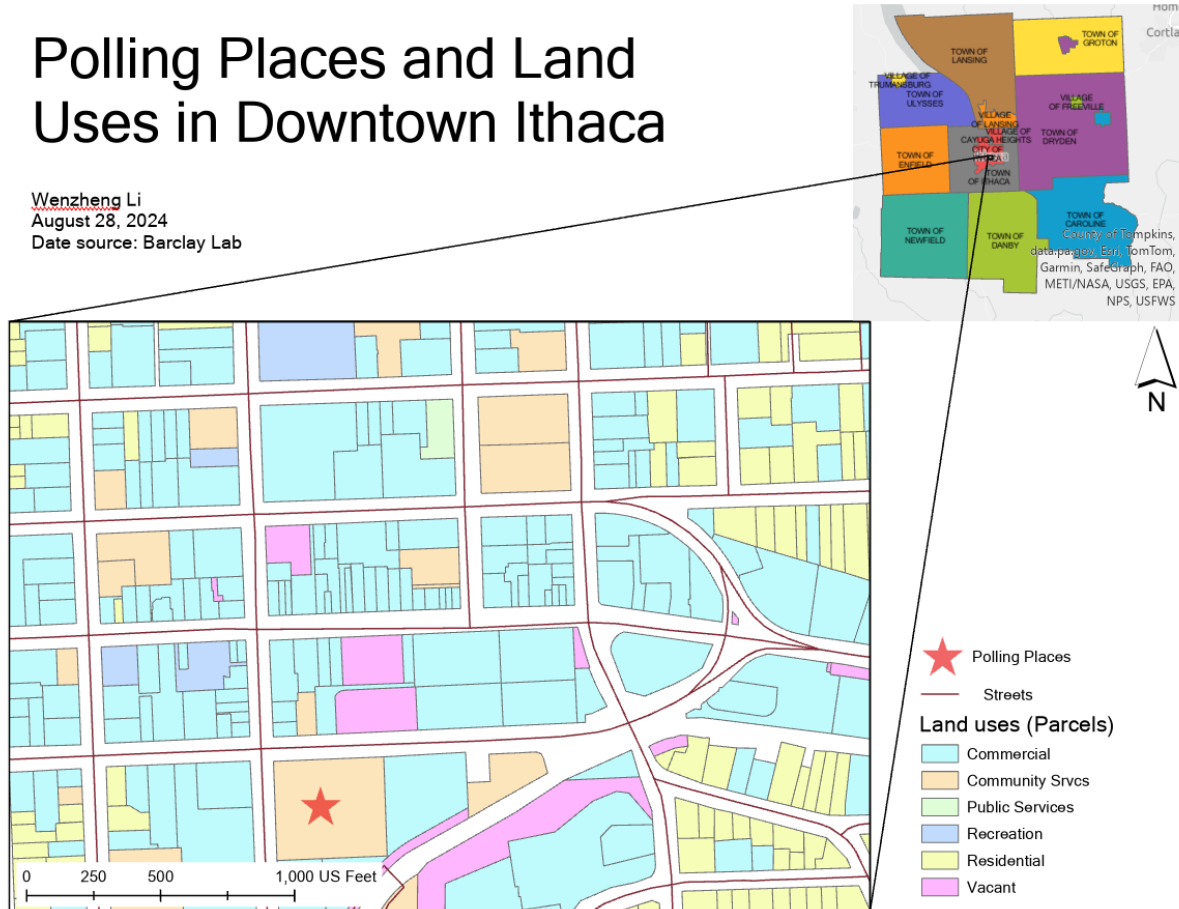 Polling Places and Land
Uses in Downtown Ithaca
Wenzheng Li
August 28, 2024
Date source: Barclay Lab
Cortla
TOWN OF
GROTON
TOWN OF
LANSING
VILLAGE OF
TRUMANSBURG
TOWN OF
ULYSSES
VILLAGE
OF FREEVILLE
VILLAGE
OF LANSING
VILLAGE OF
CAYUGA HEIGHTS
TOWN OF
DRYDEN
CITY OF
ITHACA
TOWN OF
ENFIELD
TOWN
OF ITHACA
TOWN OF
CAROLINE
TOWN OF
NEWFIELD
TOWN OF
DANBY
County of Tompkins,
data.pa.gov, Esri, TomTom,
Garmin, SafeGraph, FAO,
METI/NASA, USGS, EPA,
NPS, USFWS
N
Polling Places
Streets
Land uses (Parcels)
Commercial
Community Srvcs
Public Services
Recreation
Residential
Vacant
0 250 500 1,000 US Feet